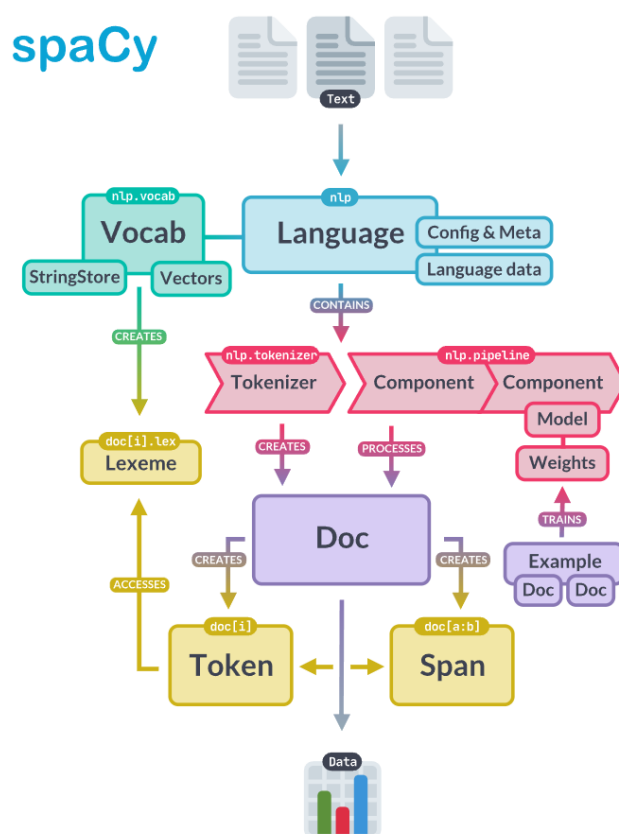 spaCy
Text
nlp.vocab
Vocab
StringStore
Vectors
nlp
Language
Config & Meta
Language data
CREATES
CONTAINS
nlp.tokenizer
Tokenizer
nlp.pipeline
Component
Component
Model
Weights
doc[i].lex
Lexeme
CREATES
PROCESSES
TRAINS
Example
Doc
Doc
Doc
CREATES
CREATES
ACCESSES
doc[i]
Token
doc[a:b]
Span
Data